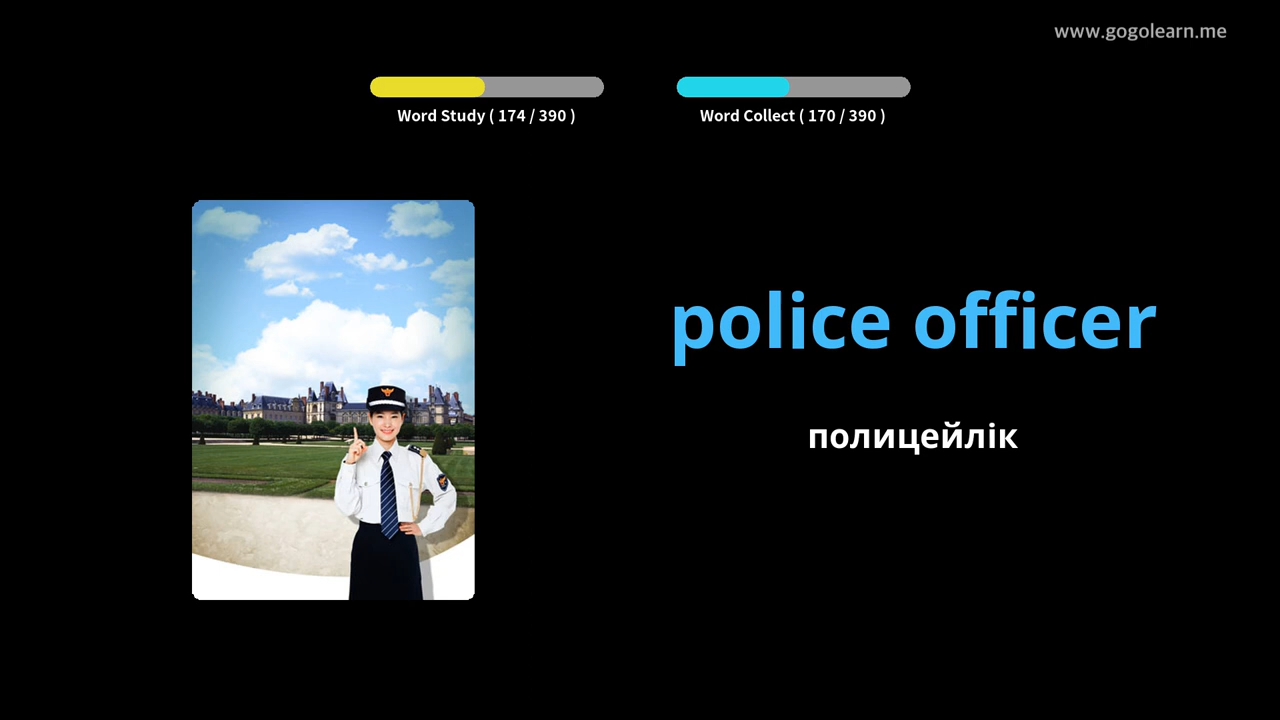 www.gogolearn.me
Word Study ( 174 / 390 )
Word Collect ( 170 / 390 )
police officer
полицейлік